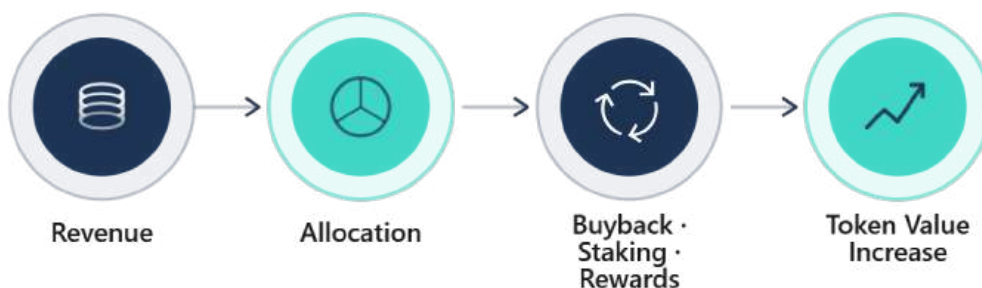 Revenue
Allocation
Buyback ·
Staking ·
Rewards
Token Value
Increase